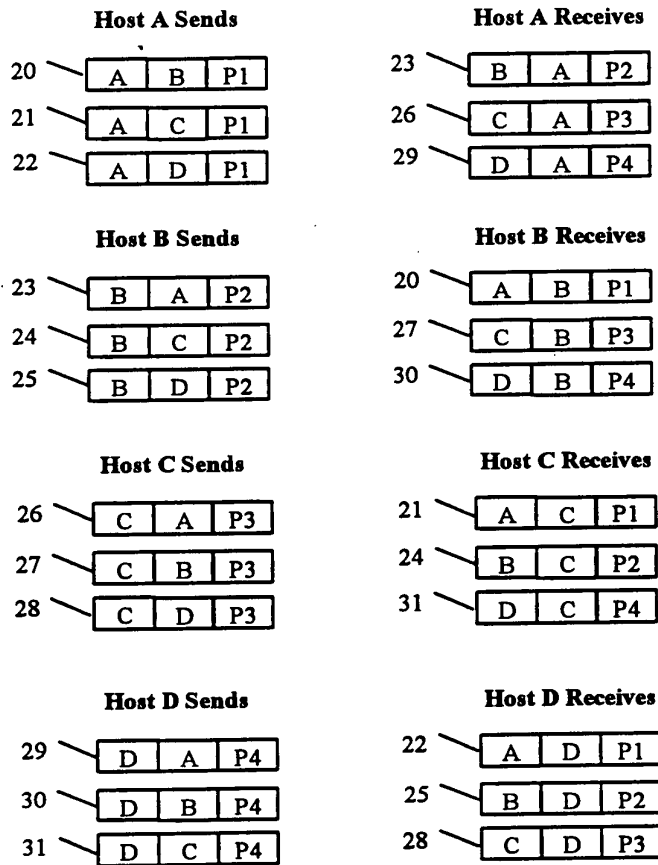 Host A Sends
20 A B P1
21 A C P1
22 A D P1
Host A Receives
23 B A P2
26 C A P3
29 D A P4
Host B Sends
23 B A P2
24 B C P2
25 B D P2
Host B Receives
20 A B P1
27 C B P3
30 D B P4
Host C Sends
26 C A P3
27 C B P3
28 C D P3
Host C Receives
21 A C P1
24 B C P2
31 D C P4
Host D Sends
29 D A P4
30 D B P4
31 D C P4
Host D Receives
22 A D P1
25 B D P2
28 C D P3